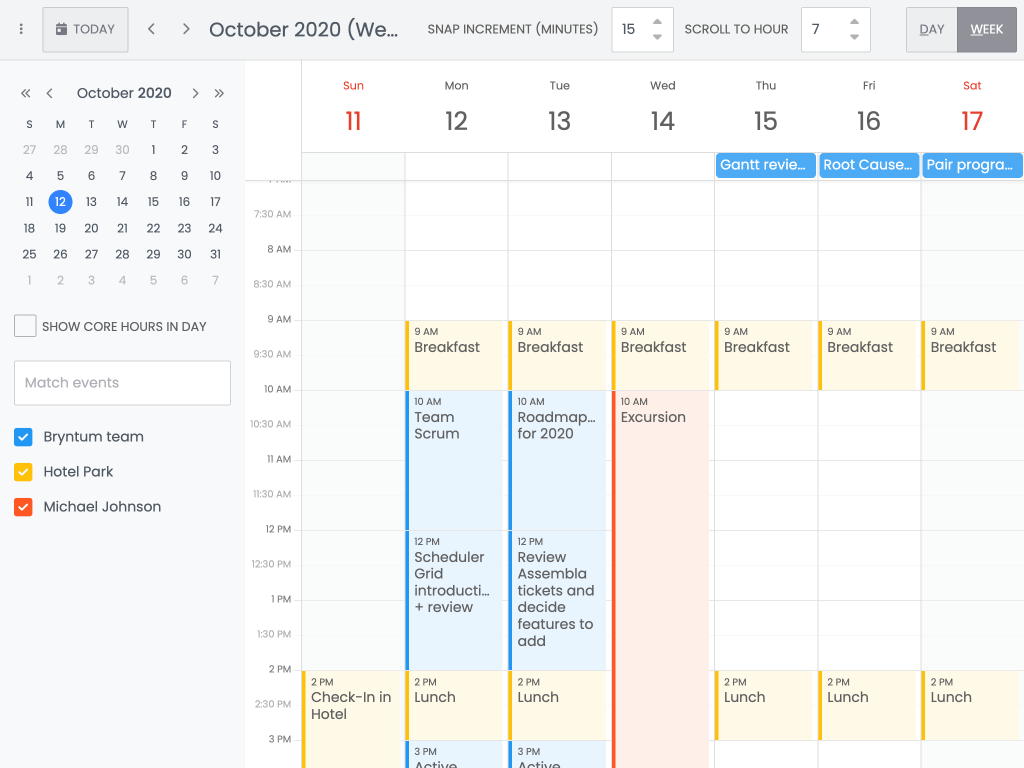 TODAY
October 2020 (We...
SNAP INCREMENT (MINUTES)
15
SCROLL TO HOUR
7
DAY
WEEK
October 2020
S M T W T F S
27 28 29 30 1 2 3
4 5 6 7 8 9 10
11 12 13 14 15 16 17
18 19 20 21 22 23 24
25 26 27 28 29 30 31
1 2 3 4 5 6 7
SHOW CORE HOURS IN DAY
Match events
Bryntum team
Hotel Park
Michael Johnson
Sun Mon Tue Wed Thu Fri Sat
11 12 13 14 15 16 17
Gantt revie...
Root Cause...
Pair progra...
7:30 AM
8 AM
8:30 AM
9 AM
9:30 AM
10 AM
10:30 AM
11 AM
11:30 AM
12 PM
12:30 PM
1 PM
1:30 PM
2 PM
2:30 PM
3 PM
2 PM
Check-In in
Hotel
9 AM
Breakfast
10 AM
Team
Scrum
12 PM
Scheduler
Grid
introducti...
+ review
2 PM
Lunch
3 PM
Active
9 AM
Breakfast
10 AM
Roadmap...
for 2020
12 PM
Review
Assembla
tickets and
decide
features to
add
2 PM
Lunch
3 PM
Active
9 AM
Breakfast
10 AM
Excursion
9 AM
Breakfast
2 PM
Lunch
9 AM
Breakfast
2 PM
Lunch
9 AM
Breakfast
2 PM
Lunch